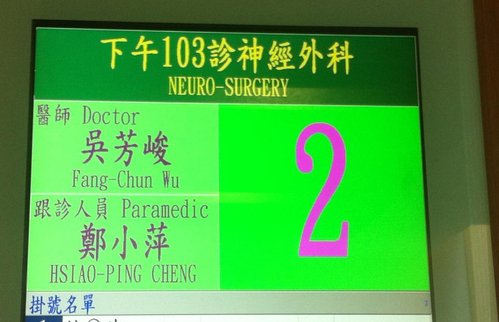 下午103診神經外科
NEURO-SURGERY
醫師 Doctor
吳芳峻
Fang-Chun Wu
跟診人員 Paramedic
鄭小萍
HSIAO-PING CHENG
2
掛號名單